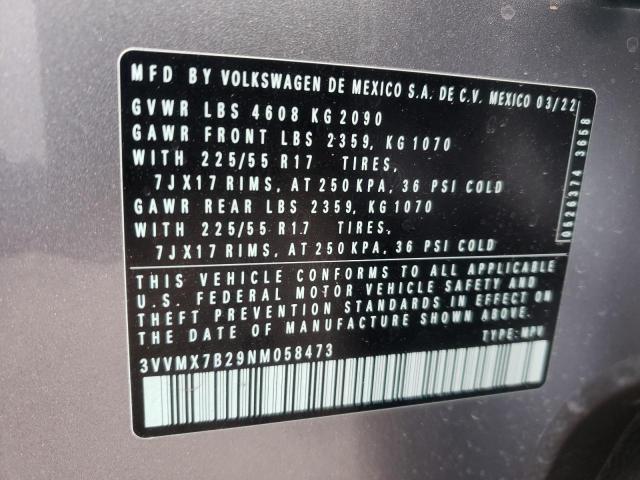 MFD BY VOLKSWAGEN DE MEXICO S.A. DE C.V. MEXICO 03/22
GVWR LBS 4608 KG 2090
GAWR FRONT LBS 2359, KG 1070
WITH 225/55 R17 TIRES,
7JX17 RIMS, AT 250 KPA, 36 PSI COLD
GAWR REAR LBS 2359, KG 1070
WITH 225/55 R17 TIRES,
7JX17 RIMS, AT 250 KPA, 36 PSI COLD
THIS VEHICLE CONFORMS TO ALL APPLICABLE
U.S. FEDERAL MOTOR VEHICLE SAFETY AND
THEFT PREVENTION STANDARDS IN EFFECT ON
THE DATE OF MANUFACTURE SHOWN ABOVE.
3VVMX7B29NM058473 TYPE: MPV
0526374 3658